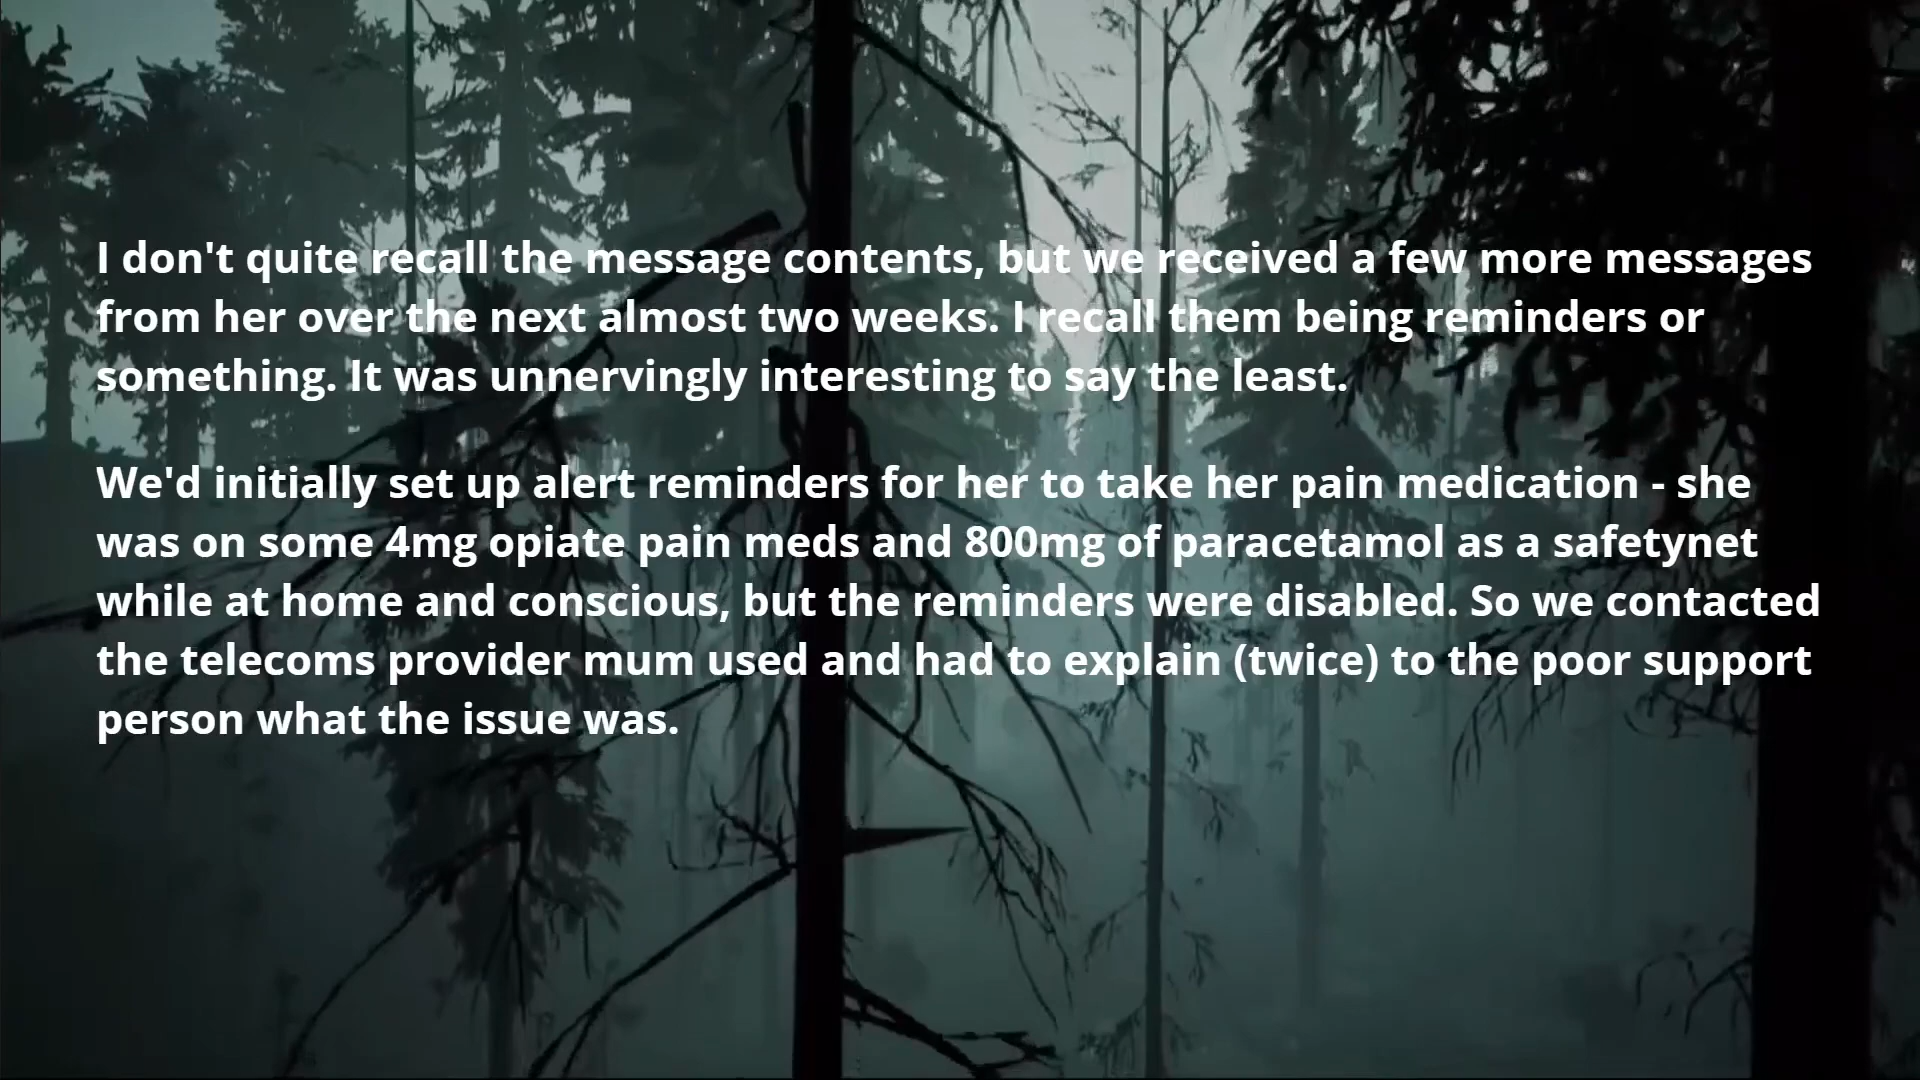 I don't quite recall the message contents, but we received a few more messages
from her over the next almost two weeks. I recall them being reminders or
something. It was unnervingly interesting to say the least.
We'd initially set up alert reminders for her to take her pain medication - she
was on some 4mg opiate pain meds and 800mg of paracetamol as a safetynet
while at home and conscious, but the reminders were disabled. So we contacted
the telecoms provider mum used and had to explain (twice) to the poor support
person what the issue was.